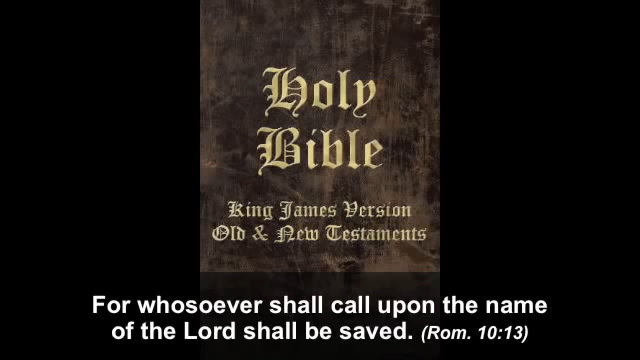 Holy
Bible
King James Version
Old & New Testaments
For whosoever shall call upon the name
of the Lord shall be saved. (Rom. 10:13)